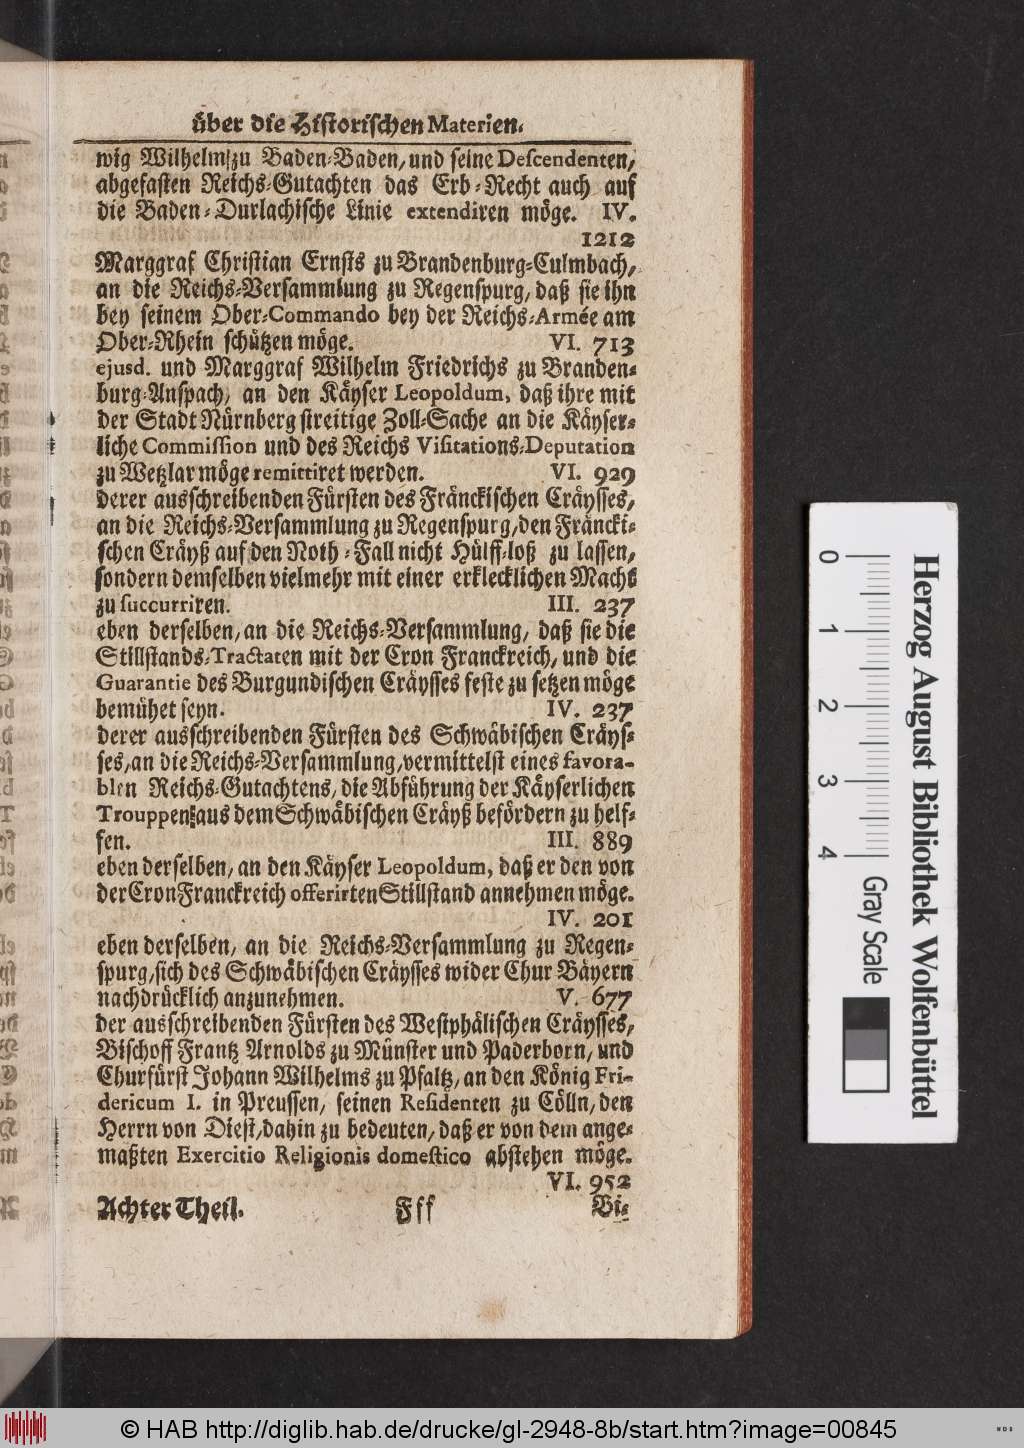 über die Historischen Materien.
wig Wilhelm/zu Baden-Baden, und seine Descendenten,
abgefasten Reichs-Gutachten das Erb-Recht auch auf
die Baden-Durlachische Linie extendiren möge. IV.
1212
Marggraf Christian Ernsts zu Brandenburg-Culmbach,
an die Reichs-Versammlung zu Regenspurg, daß sie ihn
bey seinem Ober-Commando bey der Reichs-Armée am
Ober-Rhein schützen möge. VI. 713
ejusd. und Marggraf Wilhelm Friedrichs zu Branden-
burg-Anspach, an den Käyser Leopoldum, daß ihre mit
der Stadt Nürnberg streitige Zoll-Sache an die Käyser-
liche Commission und des Reichs Visitations-Deputation
zu Wetzlar möge remittiret werden. VI. 929
derer ausschreibenden Fürsten des Fränckischen Cräysses,
an die Reichs-Versammlung zu Regenspurg, den Fräncki-
schen Cräyß auf den Noth-Fall nicht Hülff-loß zu lassen,
sondern demselben vielmehr mit einer erklecklichen Macht
zu succurriren. III. 237
eben derselben, an die Reichs-Versammlung, daß sie die
Stillstands-Tractaten mit der Cron Franckreich, und die
Guarantie des Burgundischen Cräysses feste zu setzen möge
bemühet seyn. IV. 237
derer ausschreibenden Fürsten des Schwäbischen Cräys-
ses, an die Reichs-Versammlung, vermittelst eines favora-
blen Reichs-Gutachtens, die Abführung der Käyserlichen
Trouppen aus dem Schwäbischen Cräyß befördern zu helf-
fen. III. 889
eben derselben, an den Käyser Leopoldum, daß er den von
der Cron Franckreich offerirten Stillstand annehmen möge.
IV. 201
eben derselben, an die Reichs-Versammlung zu Regen-
spurg, sich des Schwäbischen Cräysses wider Chur Bäyern
nachdrücklich anzunehmen. V. 677
der ausschreibenden Fürsten des Westphälischen Cräysses,
Bischoff Frantz Arnolds zu Münster und Paderborn, und
Churfürst Johann Wilhelms zu Pfaltz, an den König Fri-
dericum I. in Preussen, seinen Residenten zu Cölln, den
Herrn von Diest, dahin zu bedeuten, daß er von dem ange-
maßten Exercitio Religionis domestico abstehen möge.
VI. 952
Achter Theil. Fff Bi-
0 1 2 3 4
Gray Scale
Herzog August Bibliothek Wolfenbüttel
© HAB http://diglib.hab.de/drucke/gl-2948-8b/start.htm?image=00845